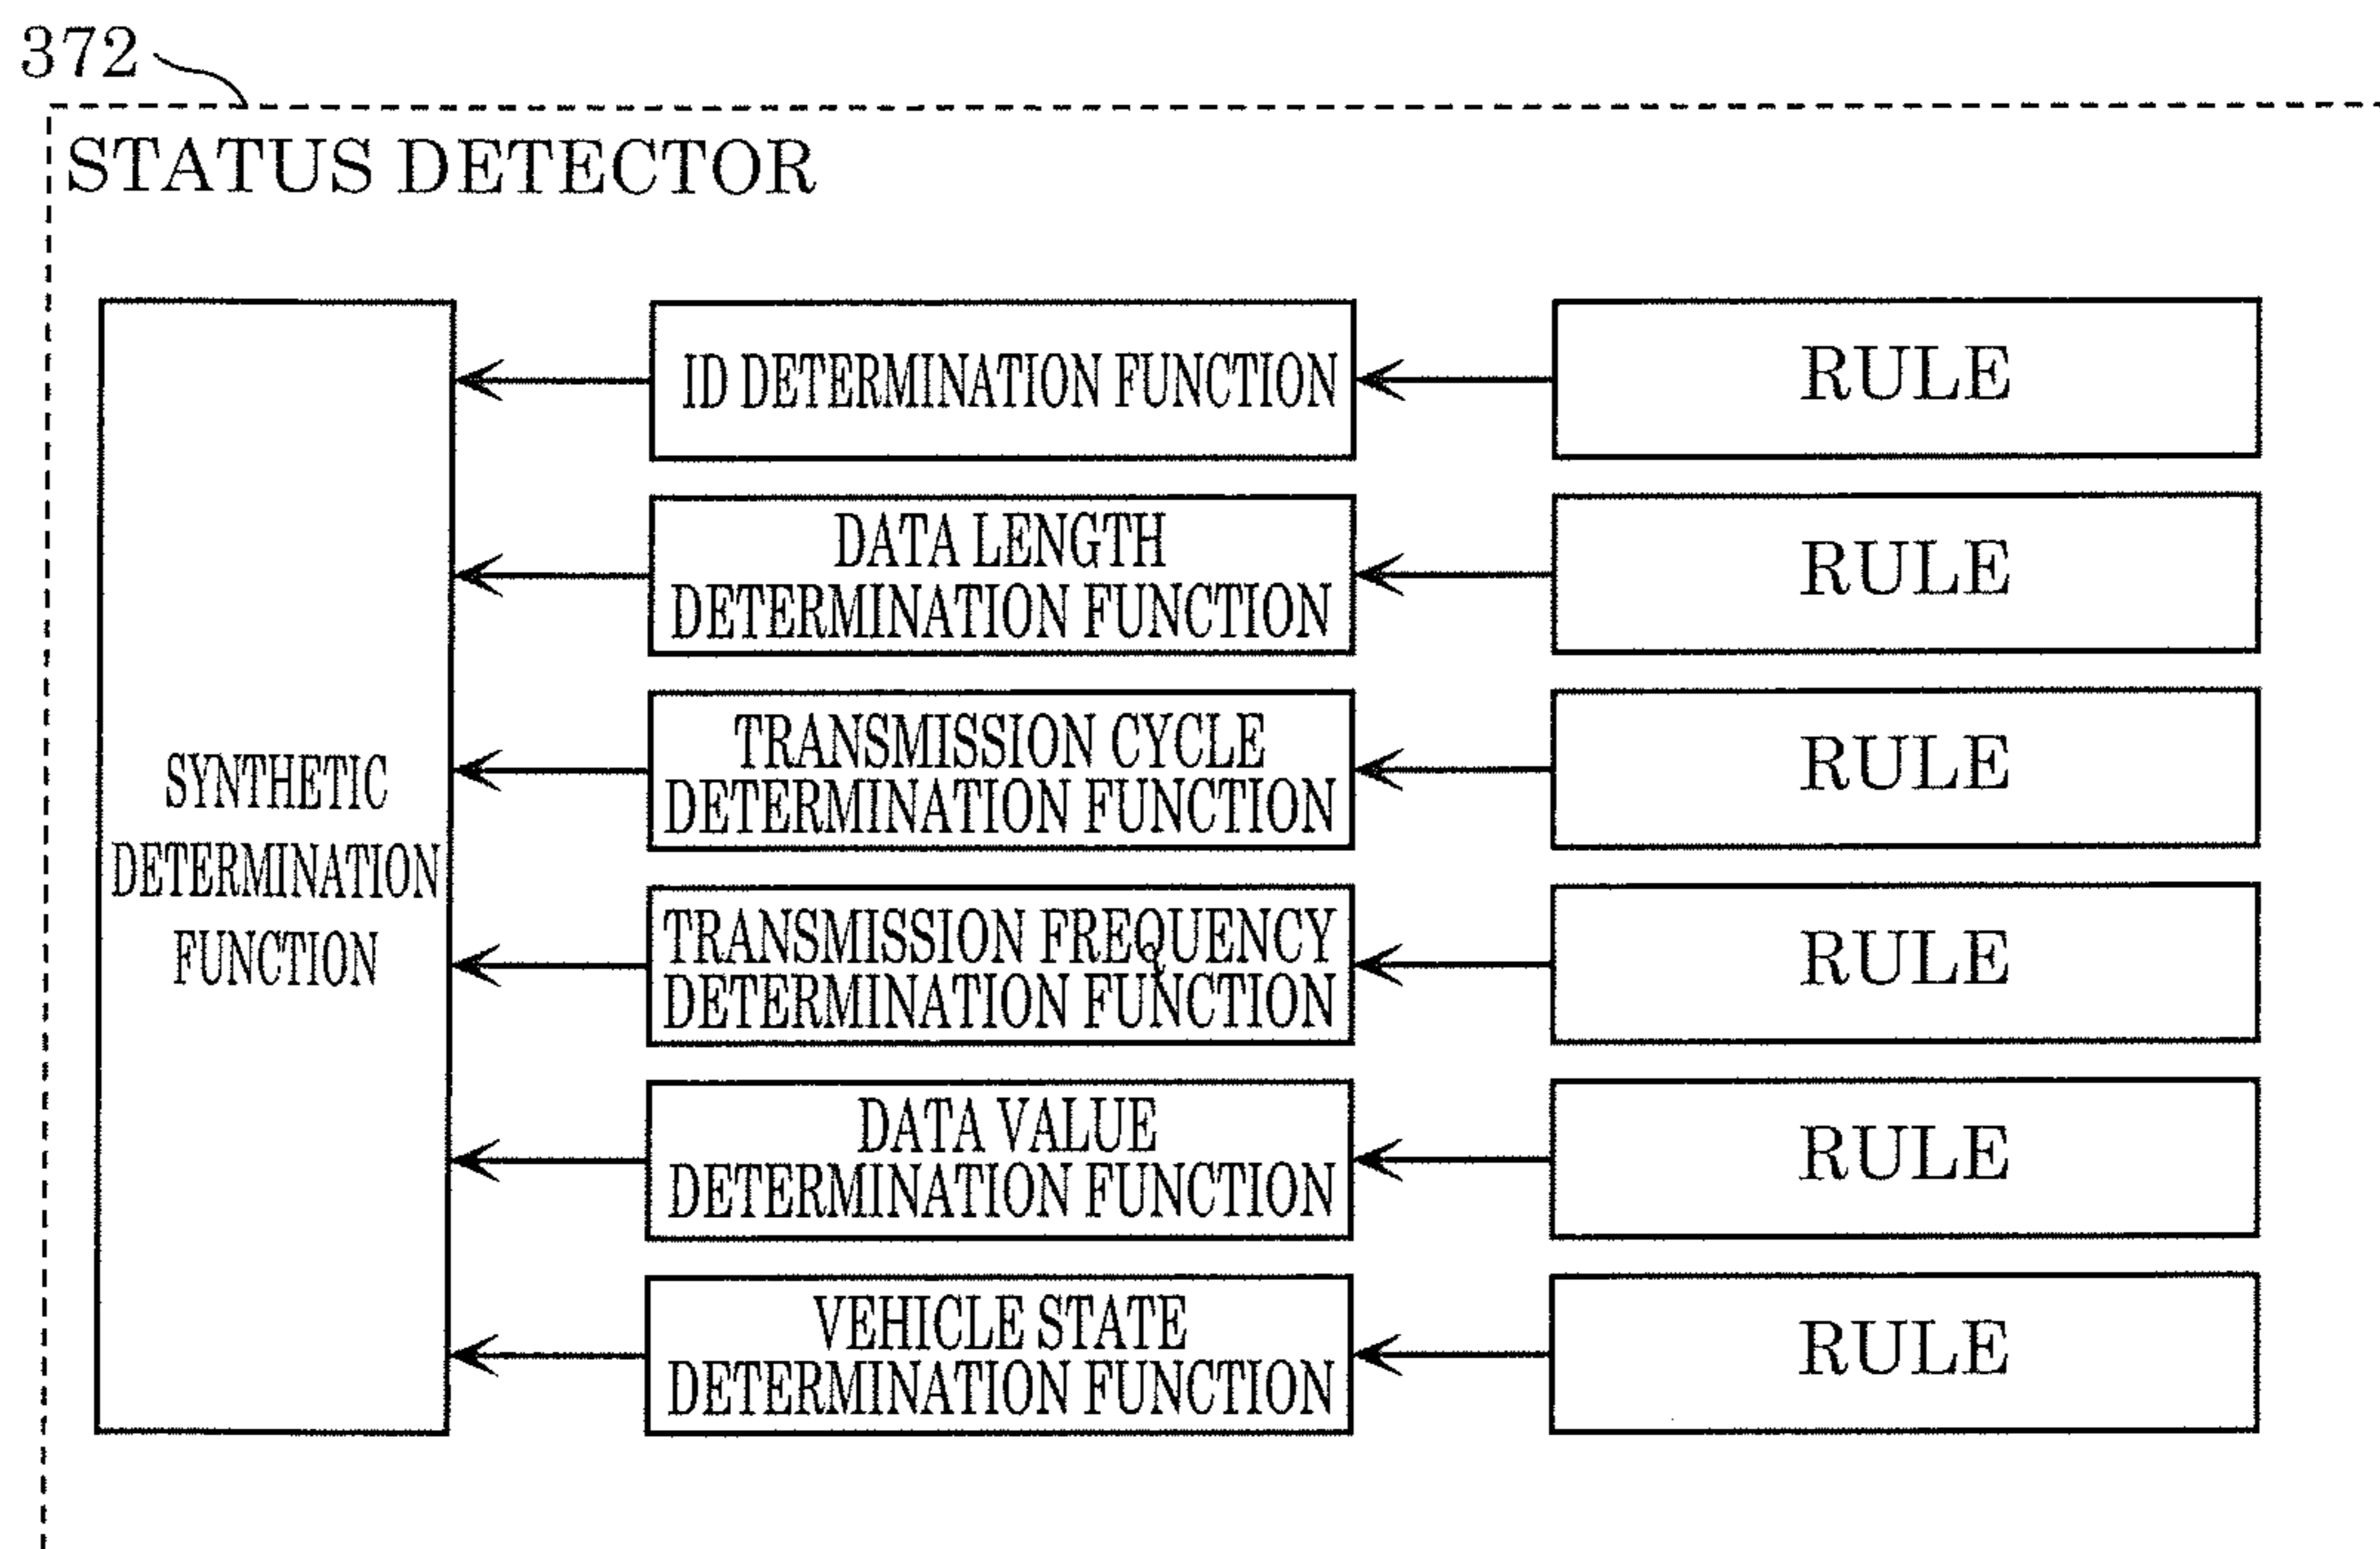 372
STATUS DETECTOR
SYNTHETIC
DETERMINATION
FUNCTION
ID DETERMINATION FUNCTION
RULE
DATA LENGTH
DETERMINATION FUNCTION
RULE
TRANSMISSION CYCLE
DETERMINATION FUNCTION
RULE
TRANSMISSION FREQUENCY
DETERMINATION FUNCTION
RULE
DATA VALUE
DETERMINATION FUNCTION
RULE
VEHICLE STATE
DETERMINATION FUNCTION
RULE